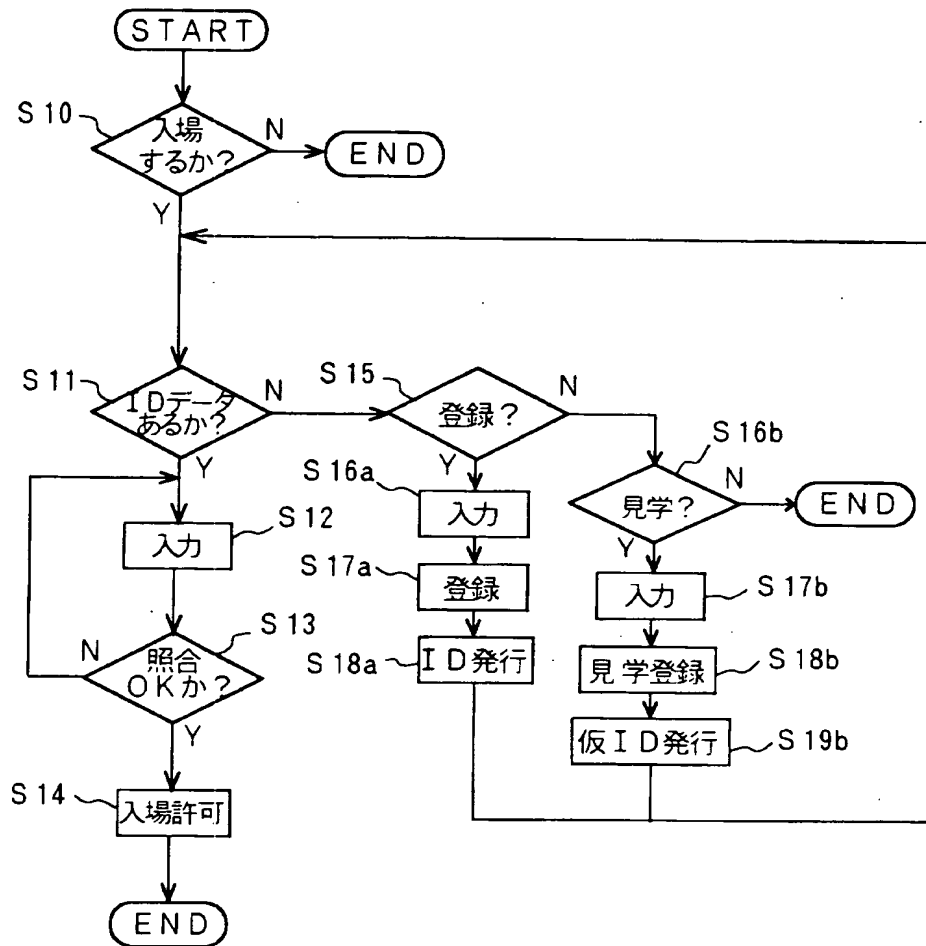 START
S10
入場
するか？
N
END
Y
S11
IDデータ
あるか？
N
S15
登録？
N
Y
Y
S16a
S16b
入力
見学？
N
END
S12
入力
Y
S17a
登録
入力
S17b
S13
照合
OKか？
N
S18a
ID発行
見学登録
S18b
Y
仮ID発行
S19b
S14
入場許可
END